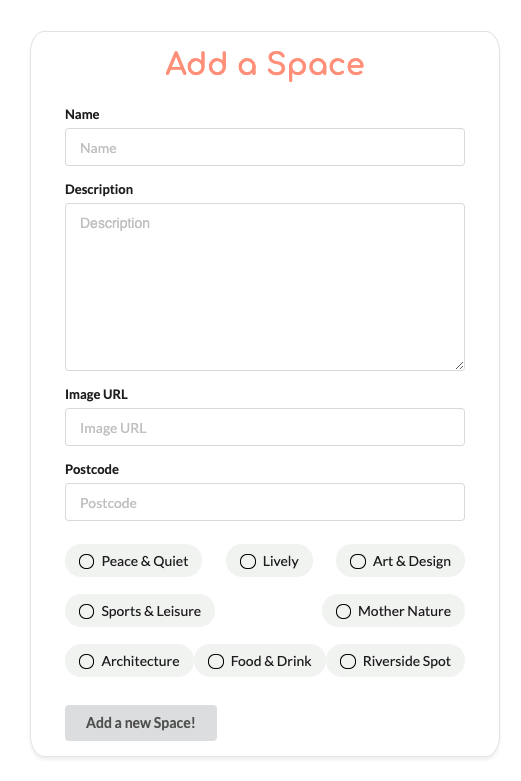 Add a Space
Name
Name
Description
Description
Image URL
Image URL
Postcode
Postcode
Peace & Quiet Lively Art & Design
Sports & Leisure Mother Nature
Architecture Food & Drink Riverside Spot
Add a new Space!